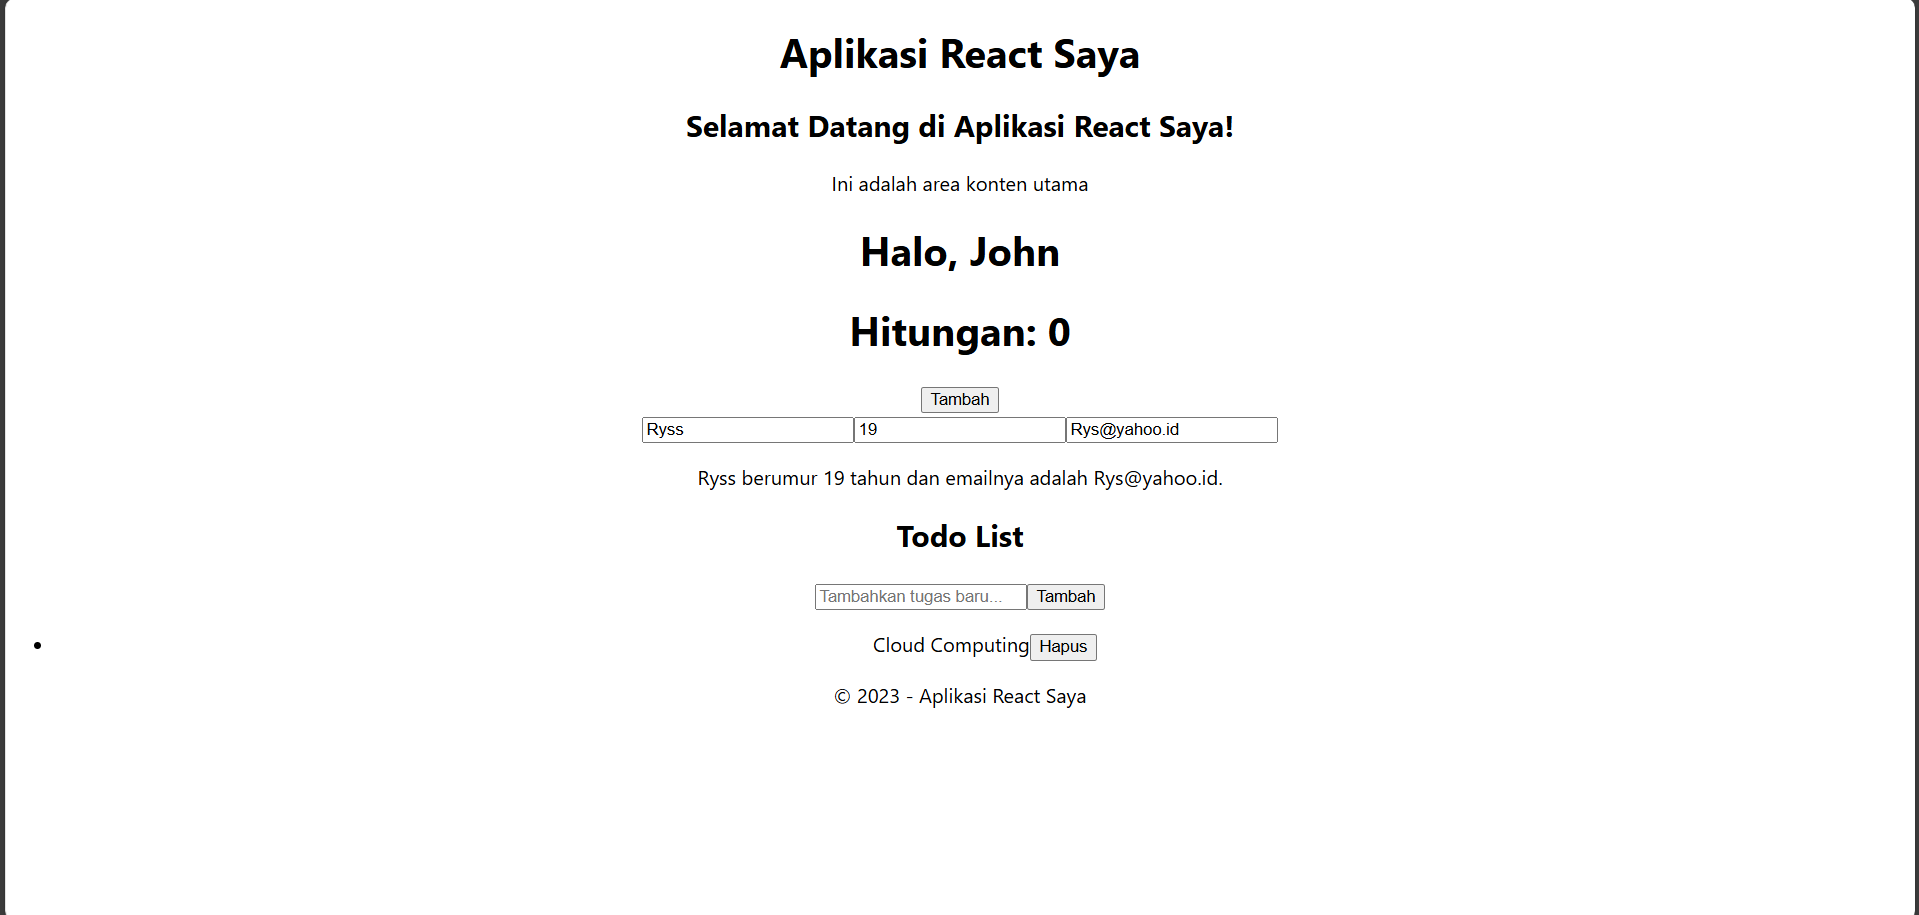 Aplikasi React Saya
Selamat Datang di Aplikasi React Saya!
Ini adalah area konten utama
Halo, John
Hitungan: 0
Tambah
Ryss 19 Rys@yahoo.id
Ryss berumur 19 tahun dan emailnya adalah Rys@yahoo.id.
Todo List
Tambahkan tugas baru... Tambah
Cloud Computing Hapus
© 2023 - Aplikasi React Saya